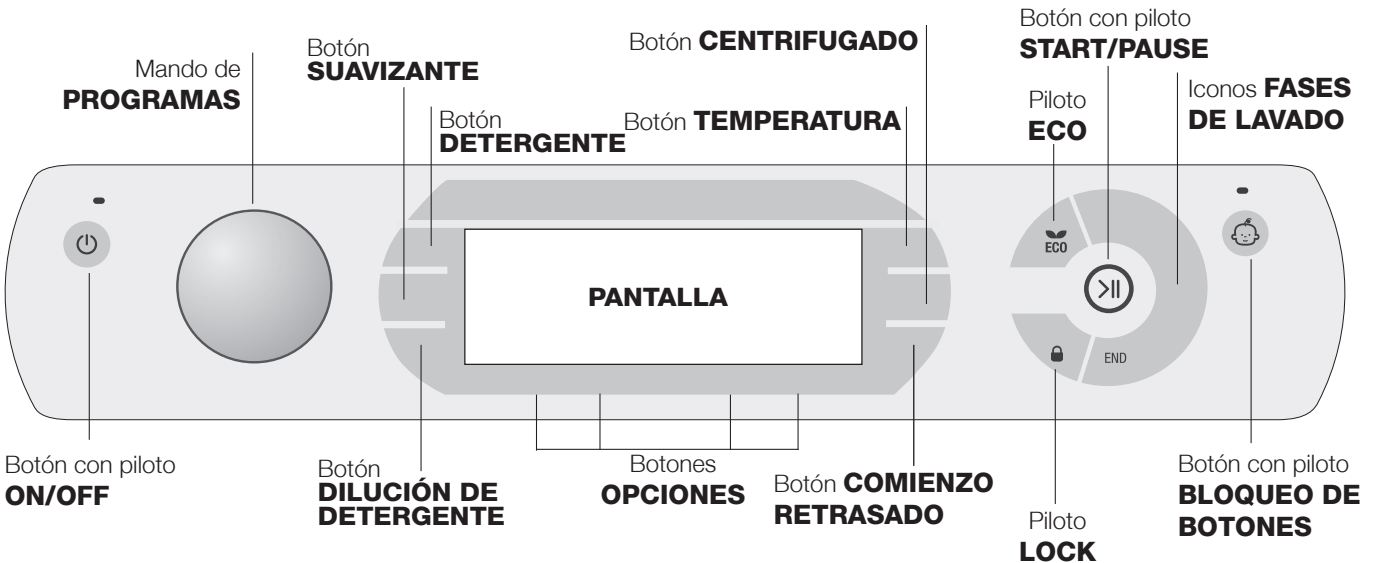 Mando de
PROGRAMAS
Botón
SUAVIZANTE
Botón
DETERGENTE
Botón CENTRIFUGADO
Botón TEMPERATURA
Botón con piloto
START/PAUSE
Piloto
ECO
Iconos FASES
DE LAVADO
PANTALLA
ECO
END
Botón con piloto
ON/OFF
Botón
DILUCIÓN DE
DETERGENTE
Botones
OPCIONES
Botón COMIENZO
RETRASADO
Piloto
LOCK
Botón con piloto
BLOQUEO DE
BOTONES